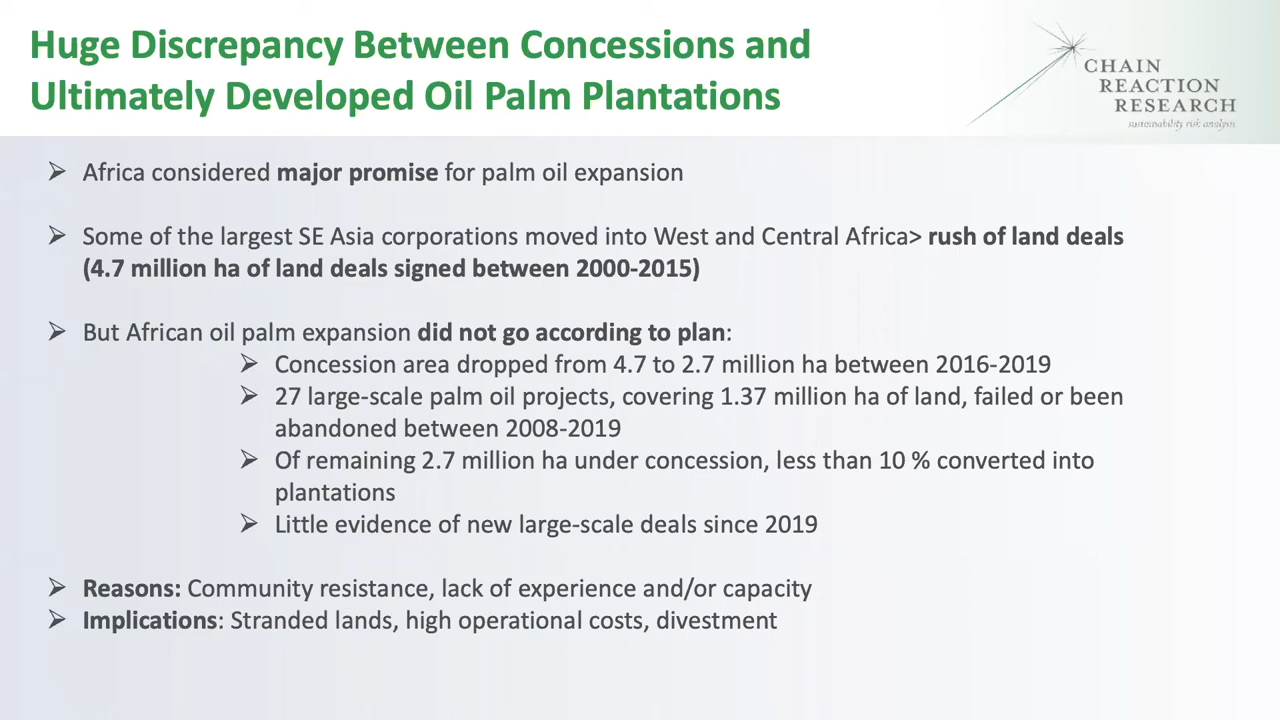 Huge Discrepancy Between Concessions and
Ultimately Developed Oil Palm Plantations
CHAIN
REACTION
RESEARCH
sustainability risk analysis
➢ Africa considered major promise for palm oil expansion
➢ Some of the largest SE Asia corporations moved into West and Central Africa> rush of land deals
(4.7 million ha of land deals signed between 2000-2015)
➢ But African oil palm expansion did not go according to plan:
➢ Concession area dropped from 4.7 to 2.7 million ha between 2016-2019
➢ 27 large-scale palm oil projects, covering 1.37 million ha of land, failed or been
abandoned between 2008-2019
➢ Of remaining 2.7 million ha under concession, less than 10 % converted into
plantations
➢ Little evidence of new large-scale deals since 2019
➢ Reasons: Community resistance, lack of experience and/or capacity
➢ Implications: Stranded lands, high operational costs, divestment